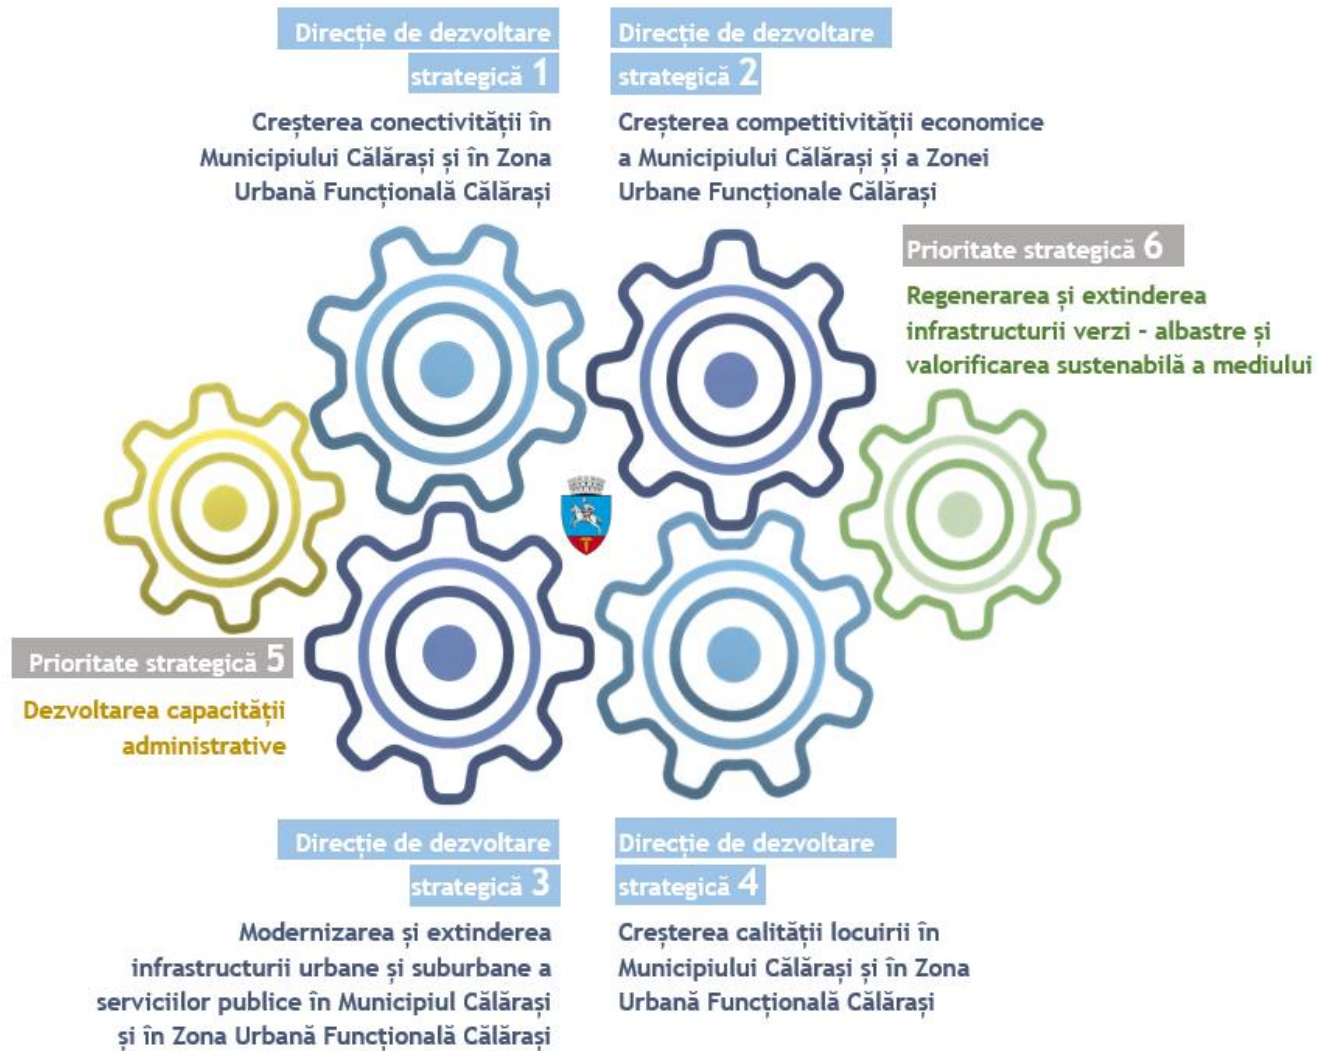 Direcție de dezvoltare
strategică 1
Creșterea conectivității în
Municipiului Călărași și în Zona
Urbană Funcțională Călărași
Direcție de dezvoltare
strategică 2
Creșterea competitivității economice
a Municipiului Călărași și a Zonei
Urbane Funcționale Călărași
Prioritate strategică 6
Regenerarea și extinderea
infrastructurii verzi - albastre și
valorificarea sustenabilă a mediului
Prioritate strategică 5
Dezvoltarea capacității
administrative
Direcție de dezvoltare
strategică 3
Modernizarea și extinderea
infrastructurii urbane și suburbane a
serviciilor publice în Municipiul Călărași
și în Zona Urbană Funcțională Călărași
Direcție de dezvoltare
strategică 4
Creșterea calității locuirii în
Municipiului Călărași și în Zona
Urbană Funcțională Călărași